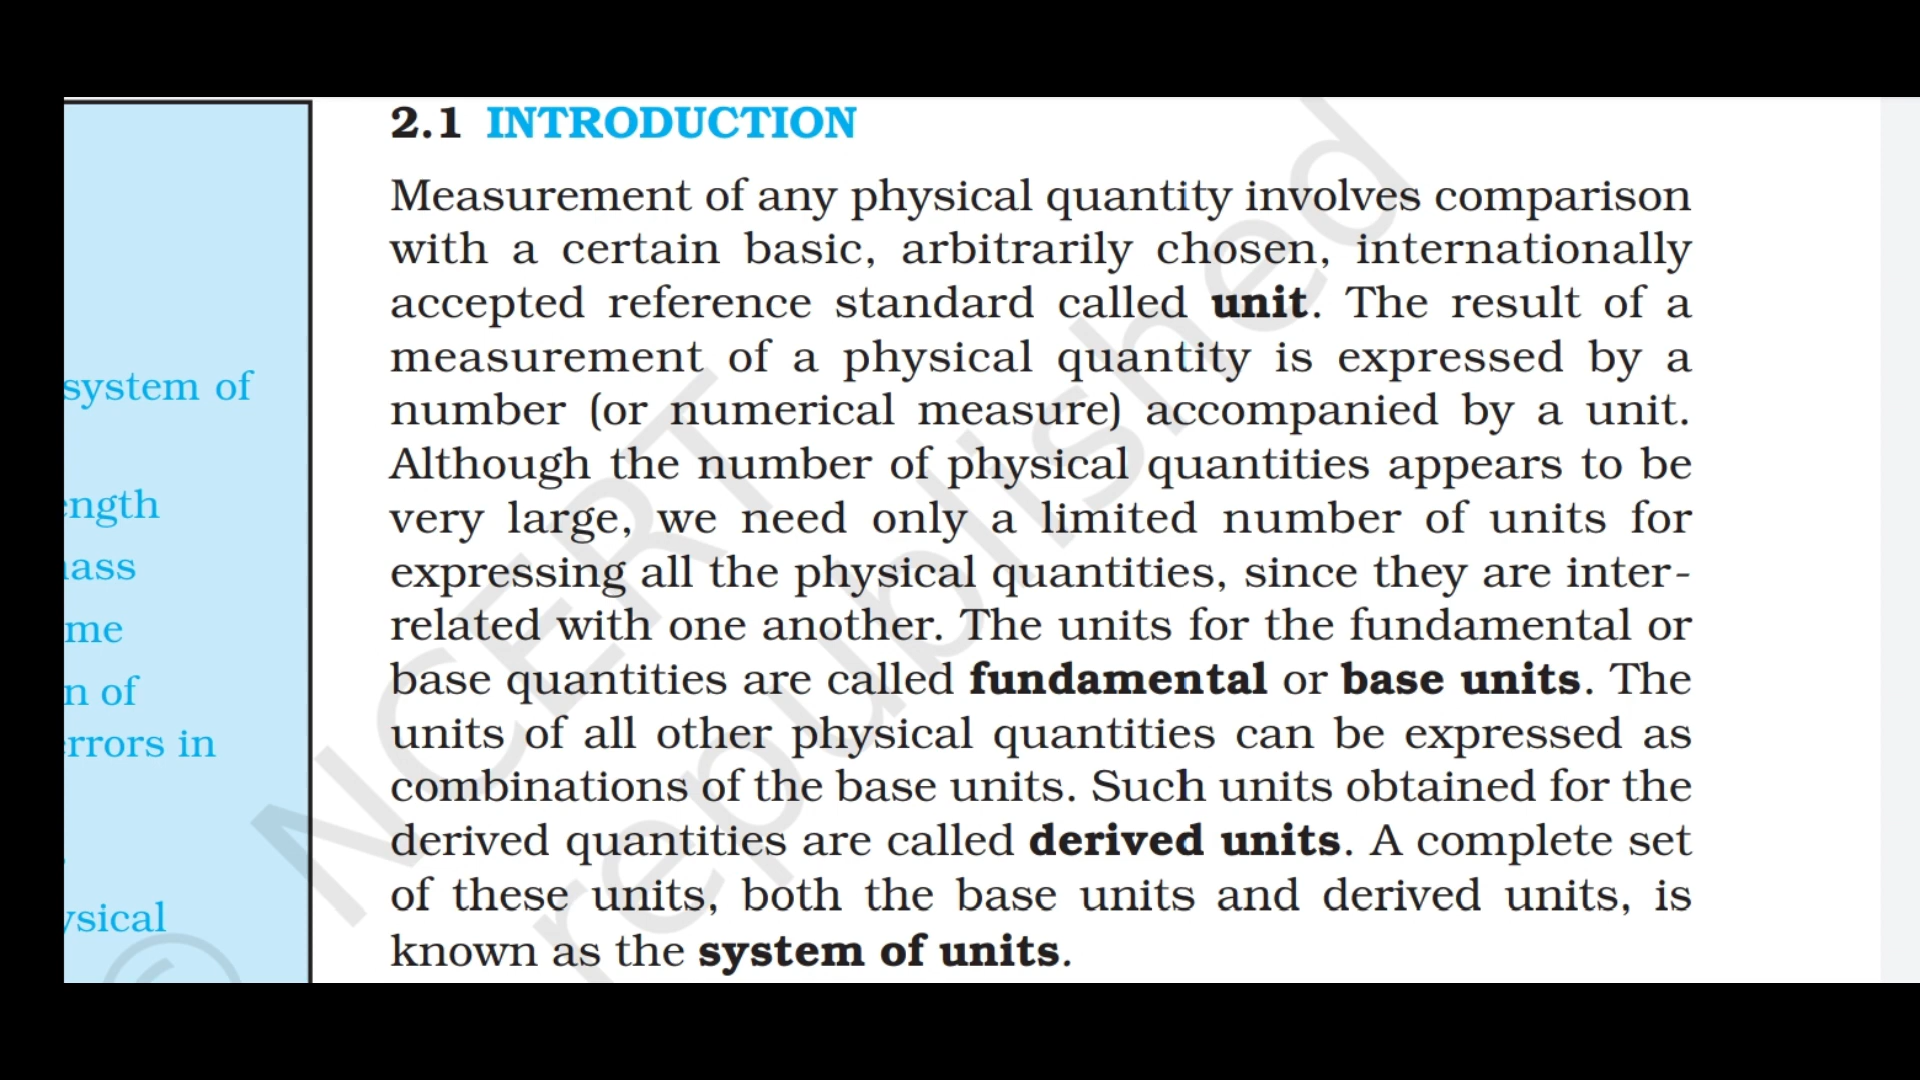 2.1 INTRODUCTION
Measurement of any physical quantity involves comparison
with a certain basic, arbitrarily chosen, internationally
accepted reference standard called unit. The result of a
measurement of a physical quantity is expressed by a
number (or numerical measure) accompanied by a unit.
Although the number of physical quantities appears to be
very large, we need only a limited number of units for
expressing all the physical quantities, since they are inter-
related with one another. The units for the fundamental or
base quantities are called fundamental or base units. The
units of all other physical quantities can be expressed as
combinations of the base units. Such units obtained for the
derived quantities are called derived units. A complete set
of these units, both the base units and derived units, is
known as the system of units.
system of
ength
ass
me
n of
rrors in
ysical
© NCERT
republished